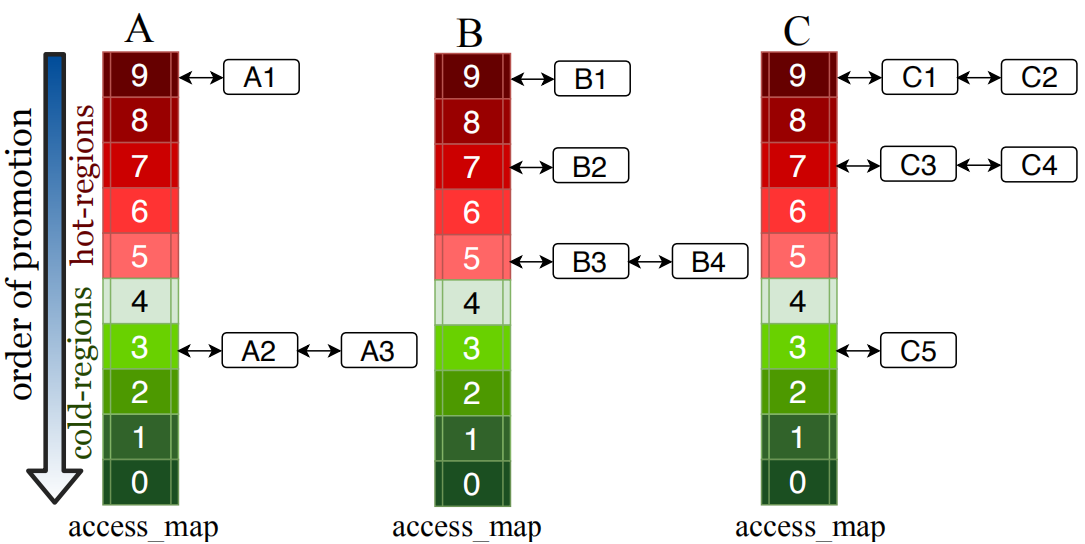 A B C
order of promotion
hot-regions
cold-regions
9 A1 9 B1 9 C1 C2
8 8 8
7 7 B2 7 C3 C4
6 6 6
5 5 B3 B4 5
4 4 4
3 A2 A3 3 3 C5
2 2 2
1 1 1
0 0 0
access_map access_map access_map